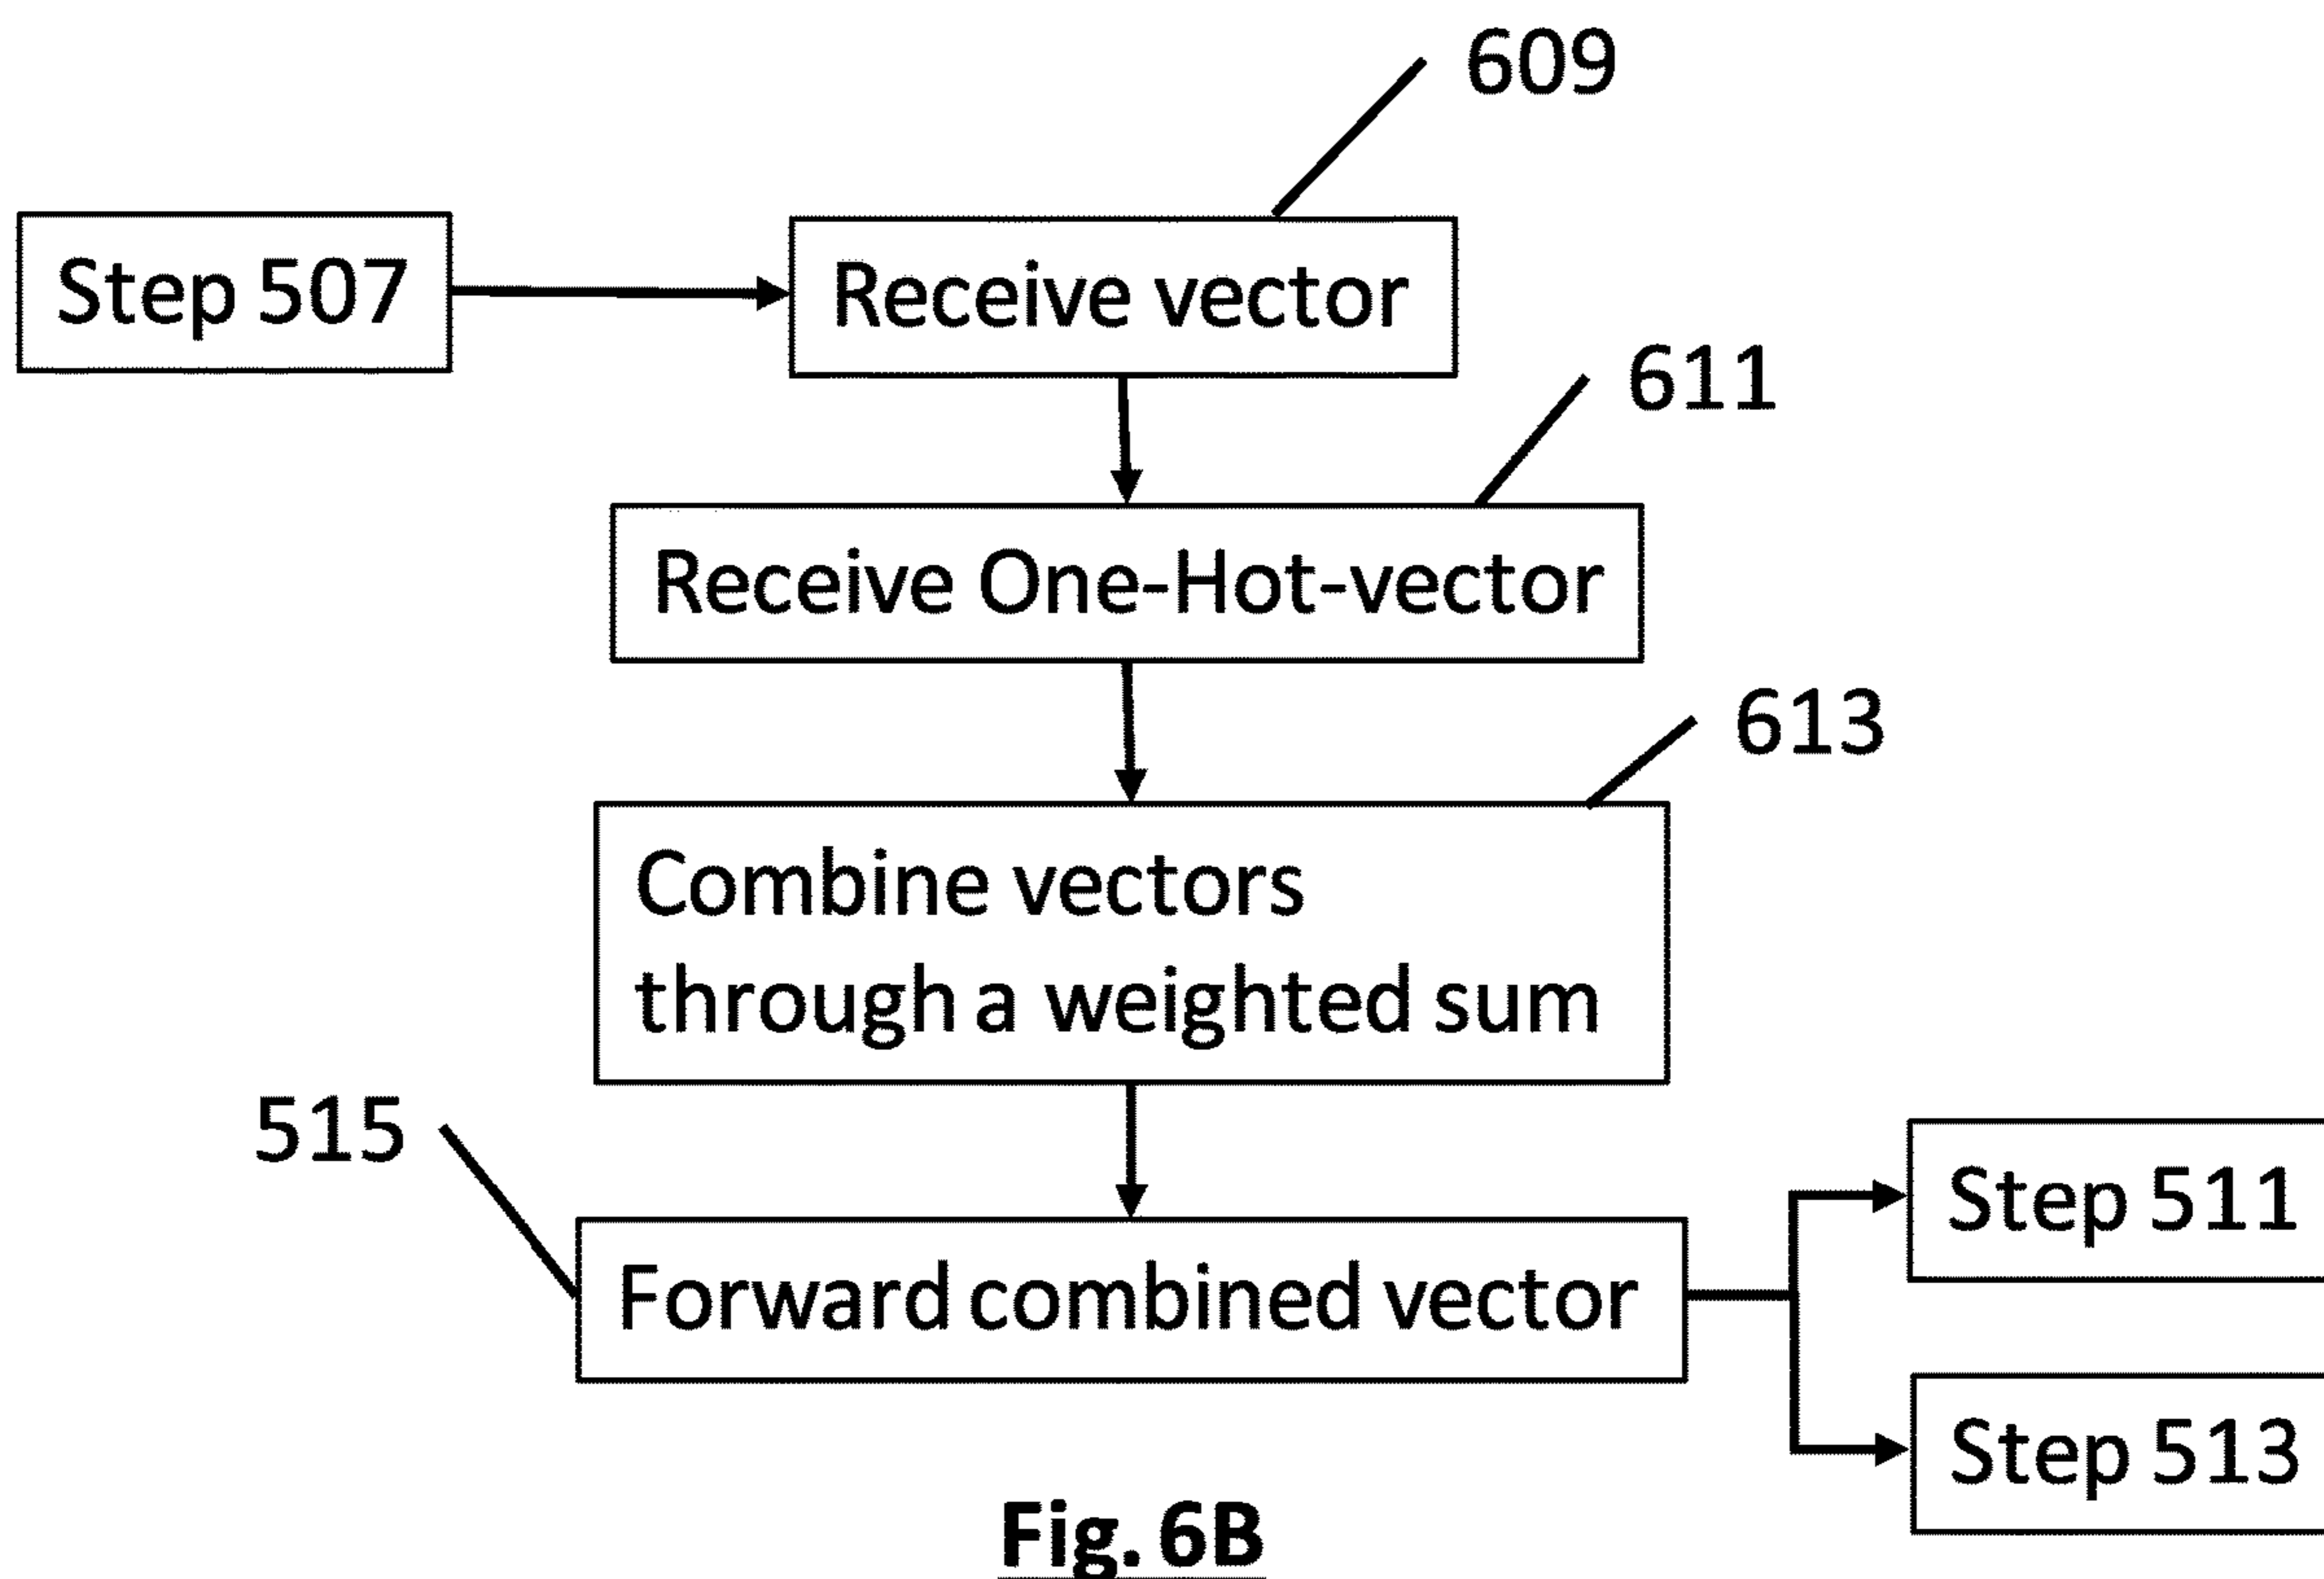 609
Step 507
Receive vector
611
Receive One-Hot-vector
613
Combine vectors
through a weighted sum
515
Step 511
Forward combined vector
Step 513
Fig. 6B